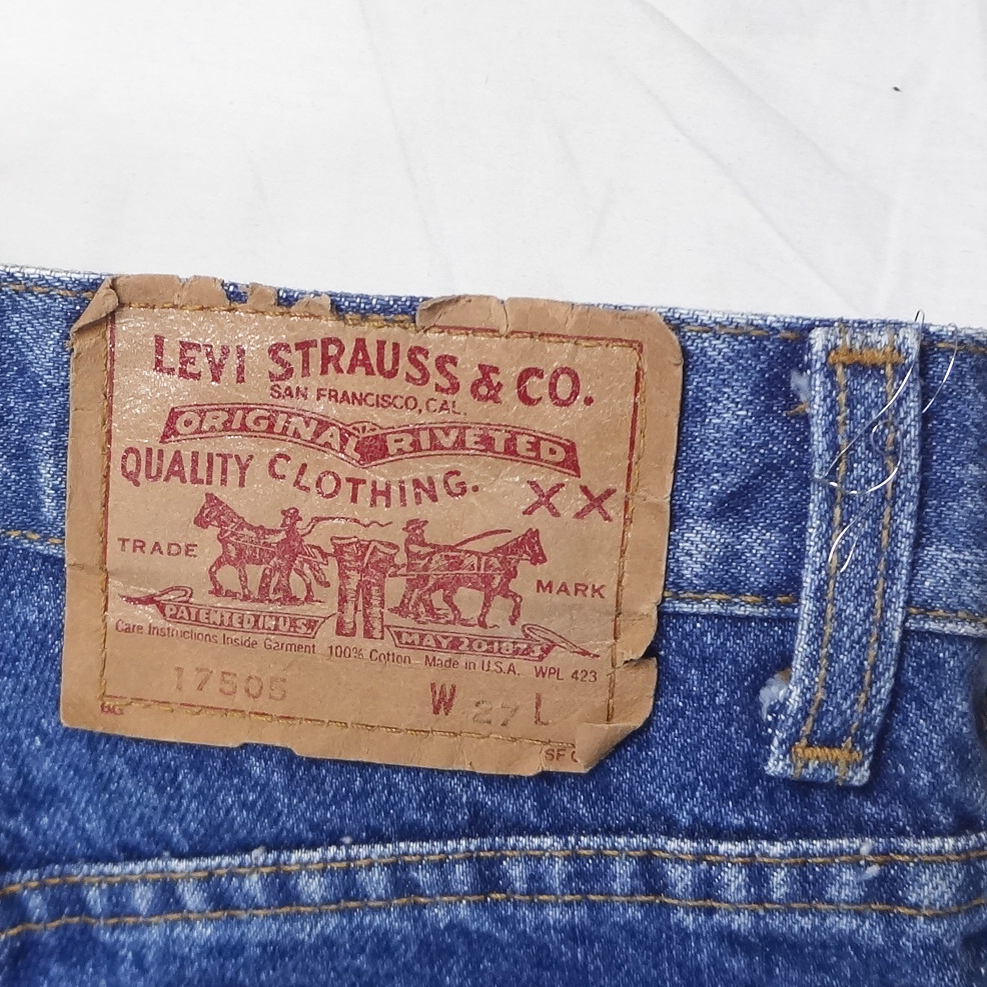 LEVI STRAUSS & CO.
SAN FRANCISCO, CAL.
ORIGINAL RIVETED
QUALITY CLOTHING. XX
TRADE MARK
PATENTED IN U.S. MAY 20 1873
Care Instructions Inside Garment 100% Cotton Made in U.S.A. WPL 423
17505 W 27 L
SF